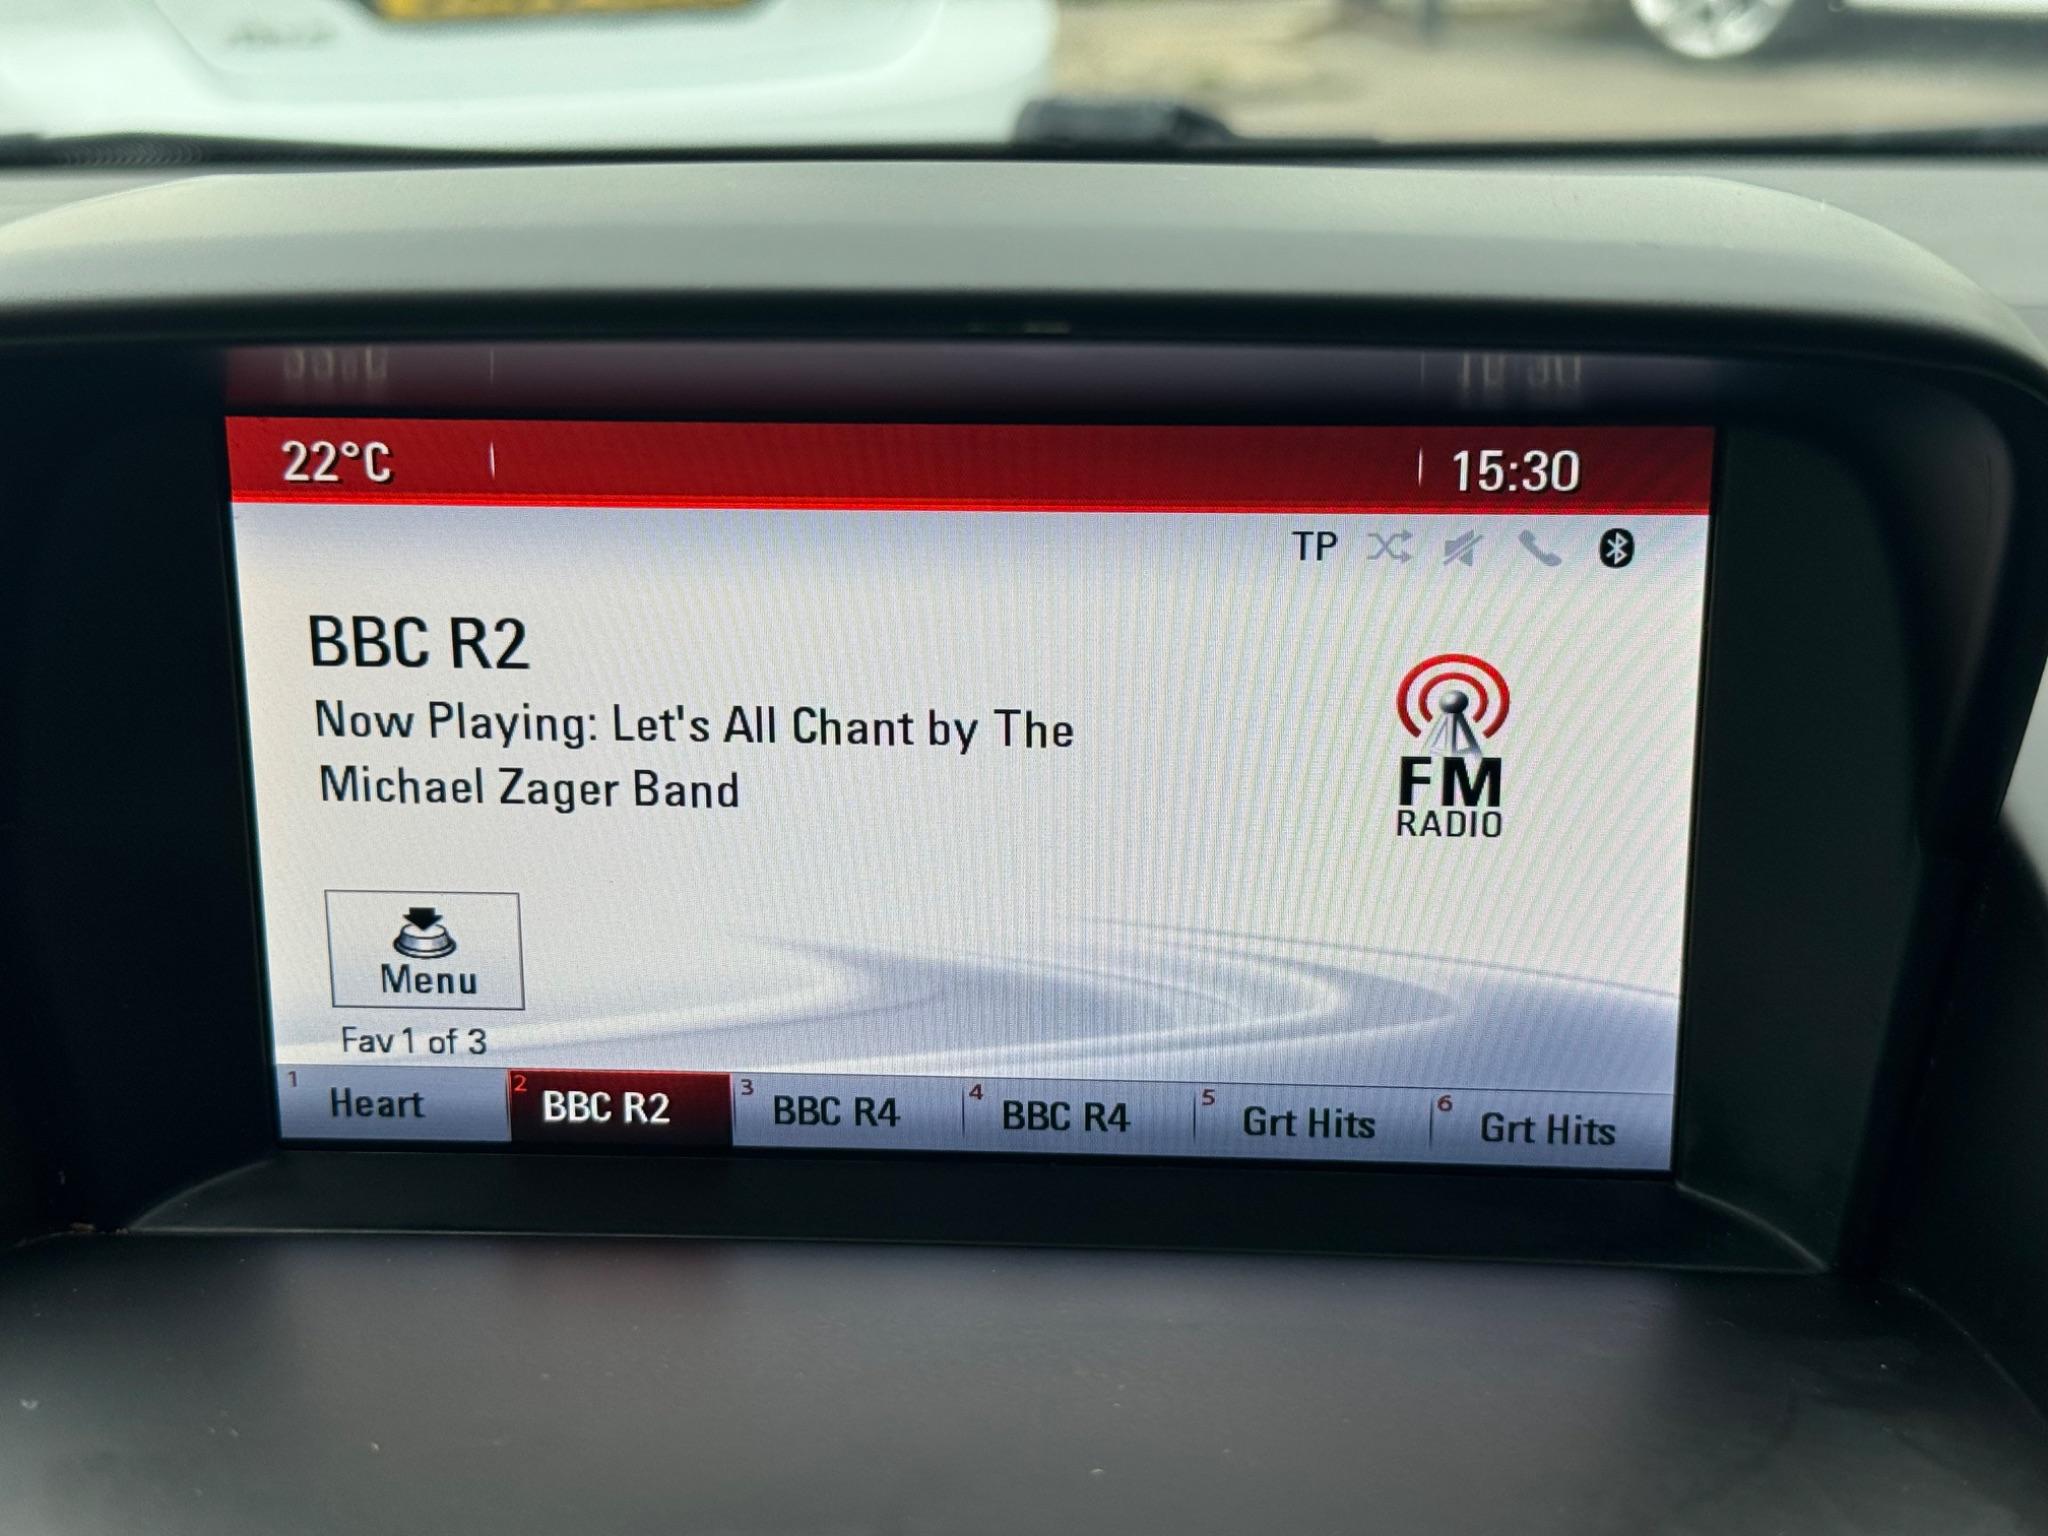 22°C
15:30
TP
BBC R2
Now Playing: Let's All Chant by The
Michael Zager Band
FM
RADIO
Menu
Fav 1 of 3
1 Heart 2 BBC R2 3 BBC R4 4 BBC R4 5 Grt Hits 6 Grt Hits